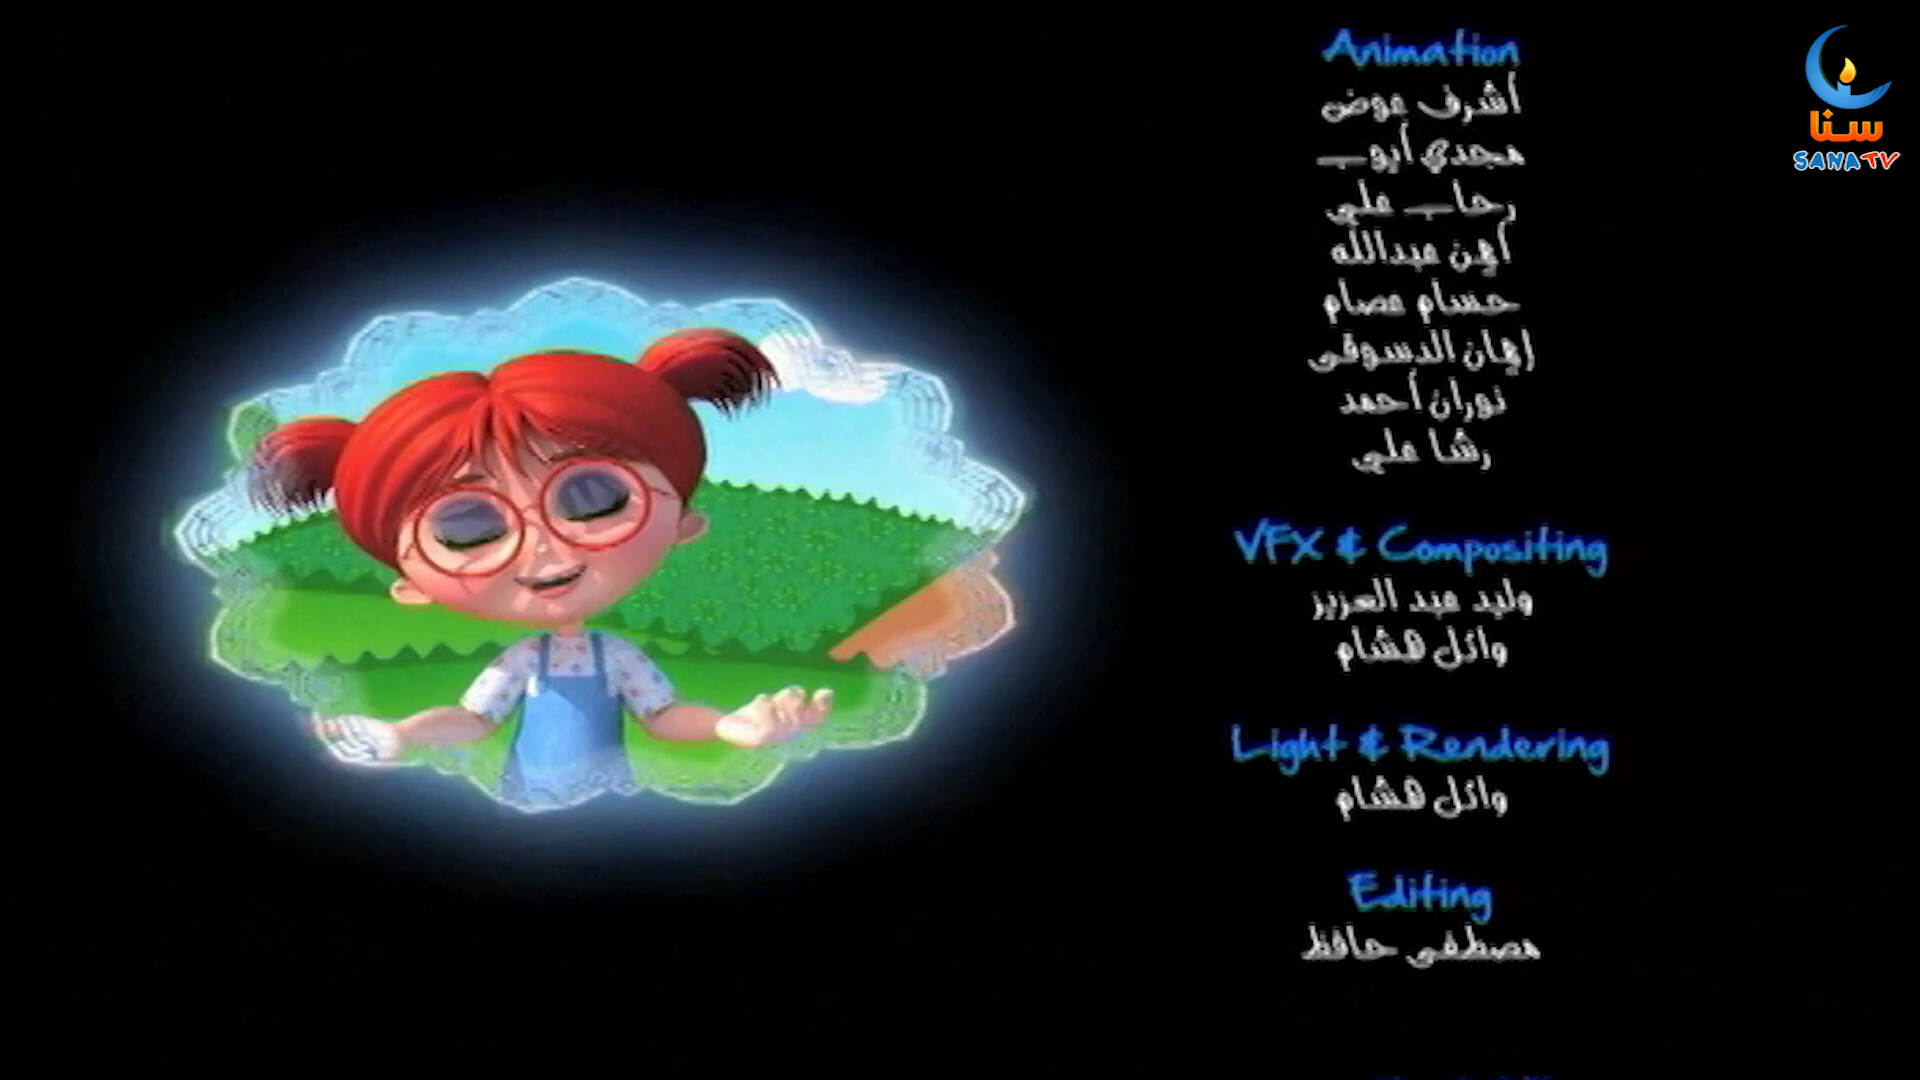 Animation
أشرف عوض
مجدي أيوب
رحاب علي
أيمن عبدالله
حسام عصام
إيمان الدسوقى
نوران أحمد
رشا علي
VFX & Compositing
وليد عبد العزيز
وائل هشام
Light & Rendering
وائل هشام
Editing
مصطفى حافظ
سنا
SANA TV